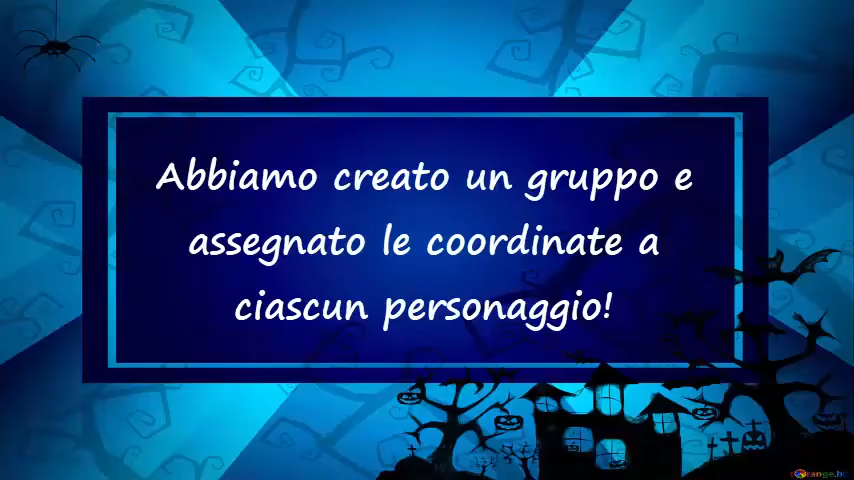 Abbiamo creato un gruppo e
assegnato le coordinate a
ciascun personaggio!